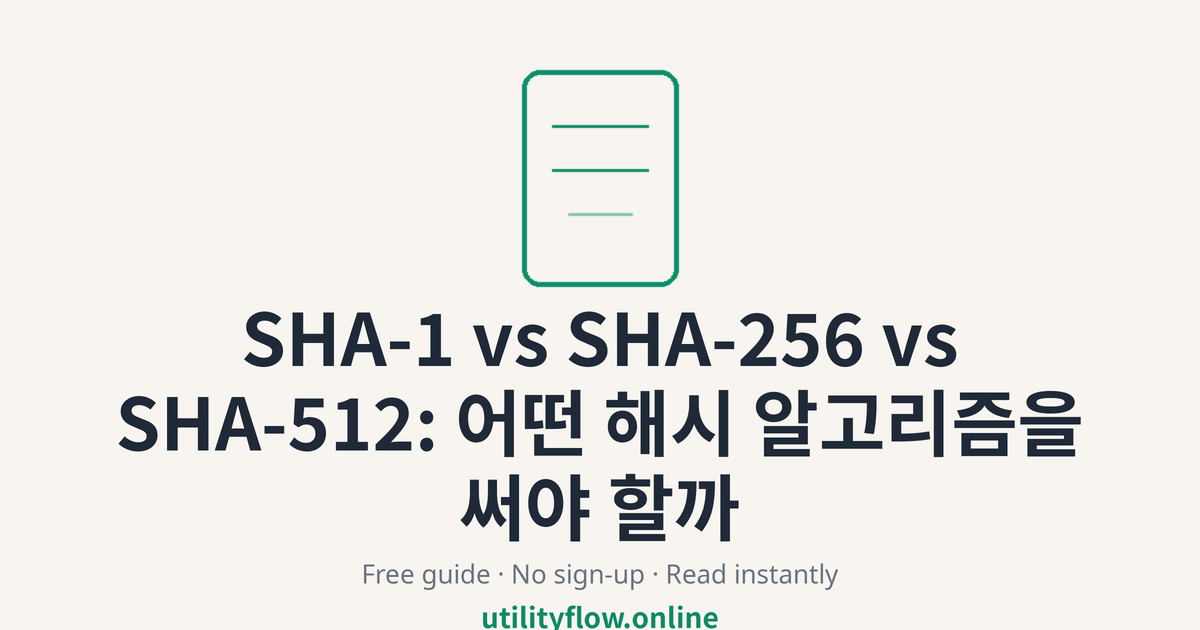 SHA-1 vs SHA-256 vs
SHA-512: 어떤 해시 알고리즘을
써야 할까
Free guide · No sign-up · Read instantly
utilityflow.online